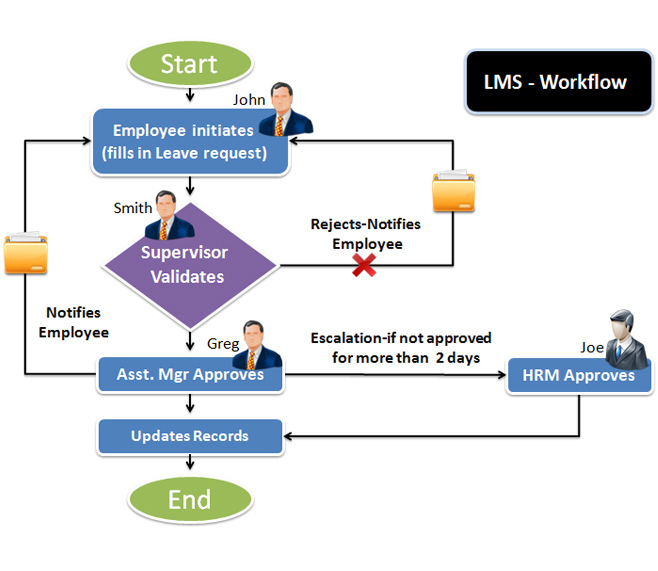 Start
LMS - Workflow
John
Employee initiates
(fills in Leave request)
Smith
Supervisor
Validates
Rejects-Notifies
Employee
Notifies
Employee
Greg
Asst. Mgr Approves
Escalation-if not approved
for more than 2 days
Joe
HRM Approves
Updates Records
End